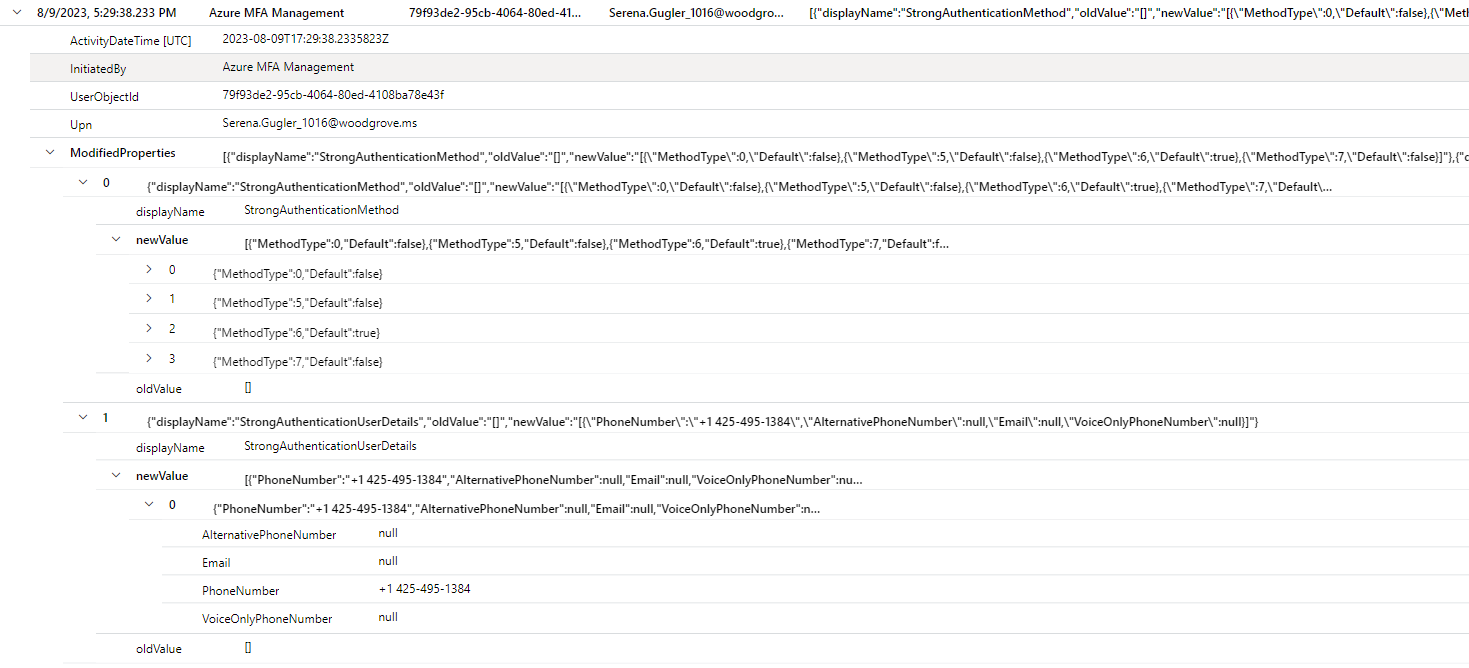 8/9/2023, 5:29:38.233 PM Azure MFA Management 79f93de2-95cb-4064-80ed-41... Serena.Gugler_1016@woodgro... [{"displayName":"StrongAuthenticationMethod","oldValue":"[]","newValue":"[{\"MethodType\":0,\"Default\":false},{\"Meth
ActivityDateTime [UTC] 2023-08-09T17:29:38.2335823Z
InitiatedBy Azure MFA Management
UserObjectId 79f93de2-95cb-4064-80ed-4108ba78e43f
Upn Serena.Gugler_1016@woodgrove.ms
ModifiedProperties [{"displayName":"StrongAuthenticationMethod","oldValue":"[]","newValue":"[{\"MethodType\":0,\"Default\":false},{\"MethodType\":5,\"Default\":false},{\"MethodType\":6,\"Default\":true},{\"MethodType\":7,\"Default\":false}]"},{"d
0 {"displayName":"StrongAuthenticationMethod","oldValue":"[]","newValue":"[{\"MethodType\":0,\"Default\":false},{\"MethodType\":5,\"Default\":false},{\"MethodType\":6,\"Default\":true},{\"MethodType\":7,\"Default\...
displayName StrongAuthenticationMethod
newValue [{"MethodType":0,"Default":false},{"MethodType":5,"Default":false},{"MethodType":6,"Default":true},{"MethodType":7,"Default":f...
0 {"MethodType":0,"Default":false}
1 {"MethodType":5,"Default":false}
2 {"MethodType":6,"Default":true}
3 {"MethodType":7,"Default":false}
oldValue []
1 {"displayName":"StrongAuthenticationUserDetails","oldValue":"[]","newValue":"[{\"PhoneNumber\":\"+1 425-495-1384\",\"AlternativePhoneNumber\":null,\"Email\":null,\"VoiceOnlyPhoneNumber\":null}]"}
displayName StrongAuthenticationUserDetails
newValue [{"PhoneNumber":"+1 425-495-1384","AlternativePhoneNumber":null,"Email":null,"VoiceOnlyPhoneNumber":nu...
0 {"PhoneNumber":"+1 425-495-1384","AlternativePhoneNumber":null,"Email":null,"VoiceOnlyPhoneNumber":n...
AlternativePhoneNumber null
Email null
PhoneNumber +1 425-495-1384
VoiceOnlyPhoneNumber null
oldValue []